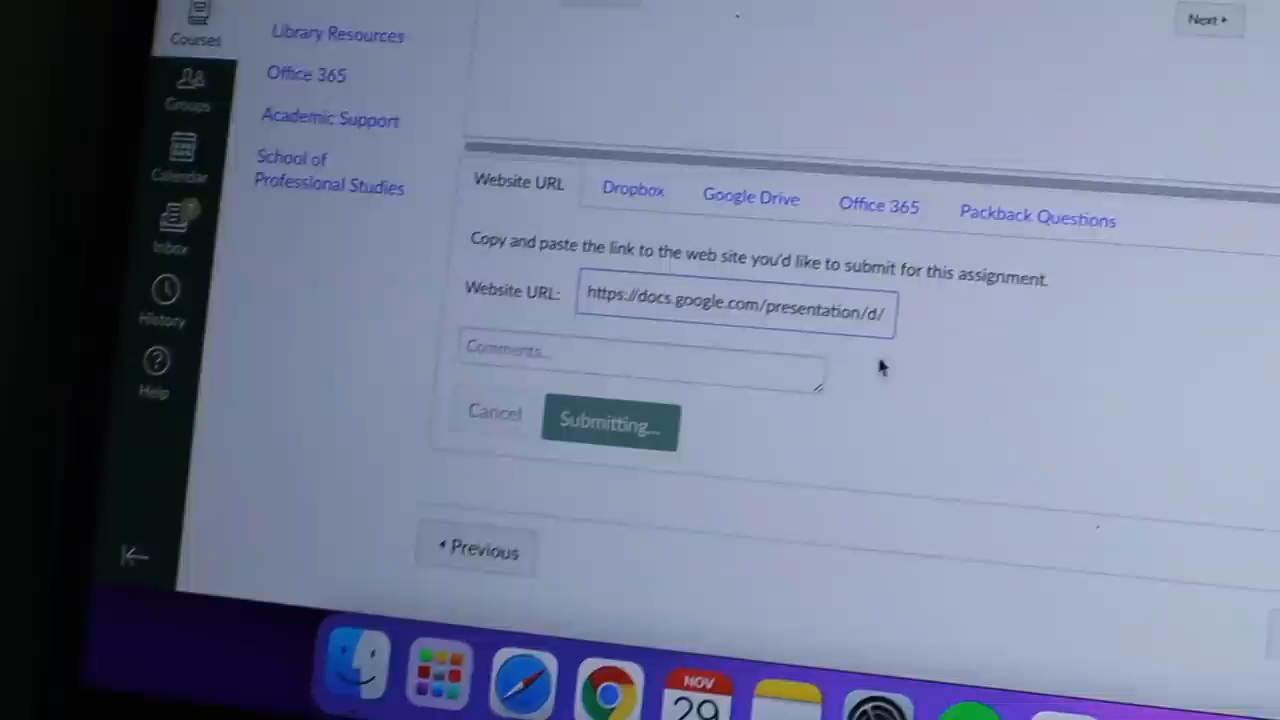 Courses
Groups
Calendar
Inbox
History
Help
Library Resources
Office 365
Academic Support
School of
Professional Studies
Next
Website URL Dropbox Google Drive Office 365 Packback Questions
Copy and paste the link to the web site you'd like to submit for this assignment.
Website URL: https://docs.google.com/presentation/d/
Comments...
Cancel Submitting...
Previous
NOV
29